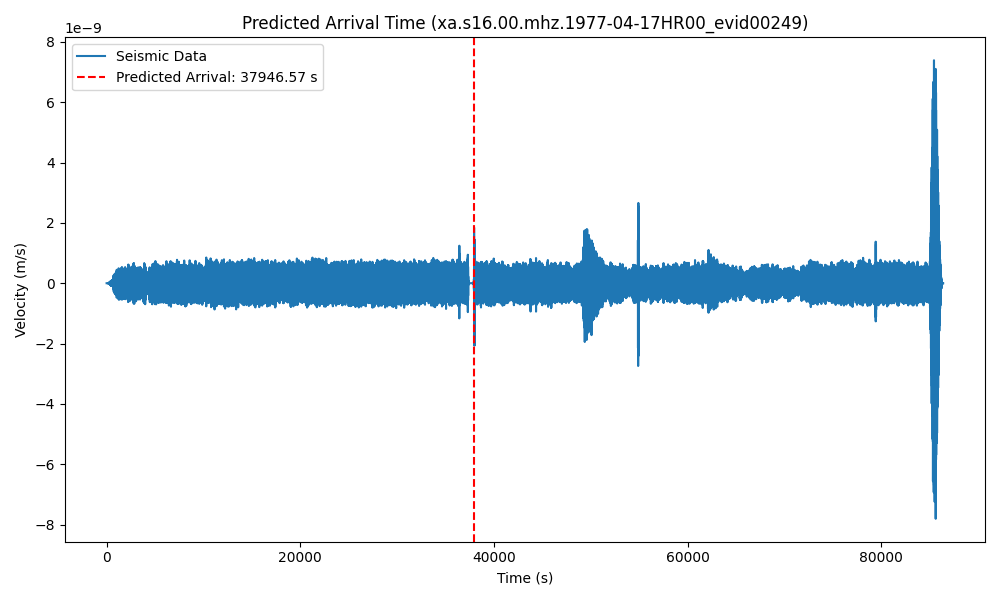 Predicted Arrival Time (xa.s16.00.mhz.1977-04-17HR00_evid00249)
1e−9
Seismic Data
Predicted Arrival: 37946.57 s
8
6
4
2
0
−2
−4
−6
−8
Velocity (m/s)
0 20000 40000 60000 80000
Time (s)